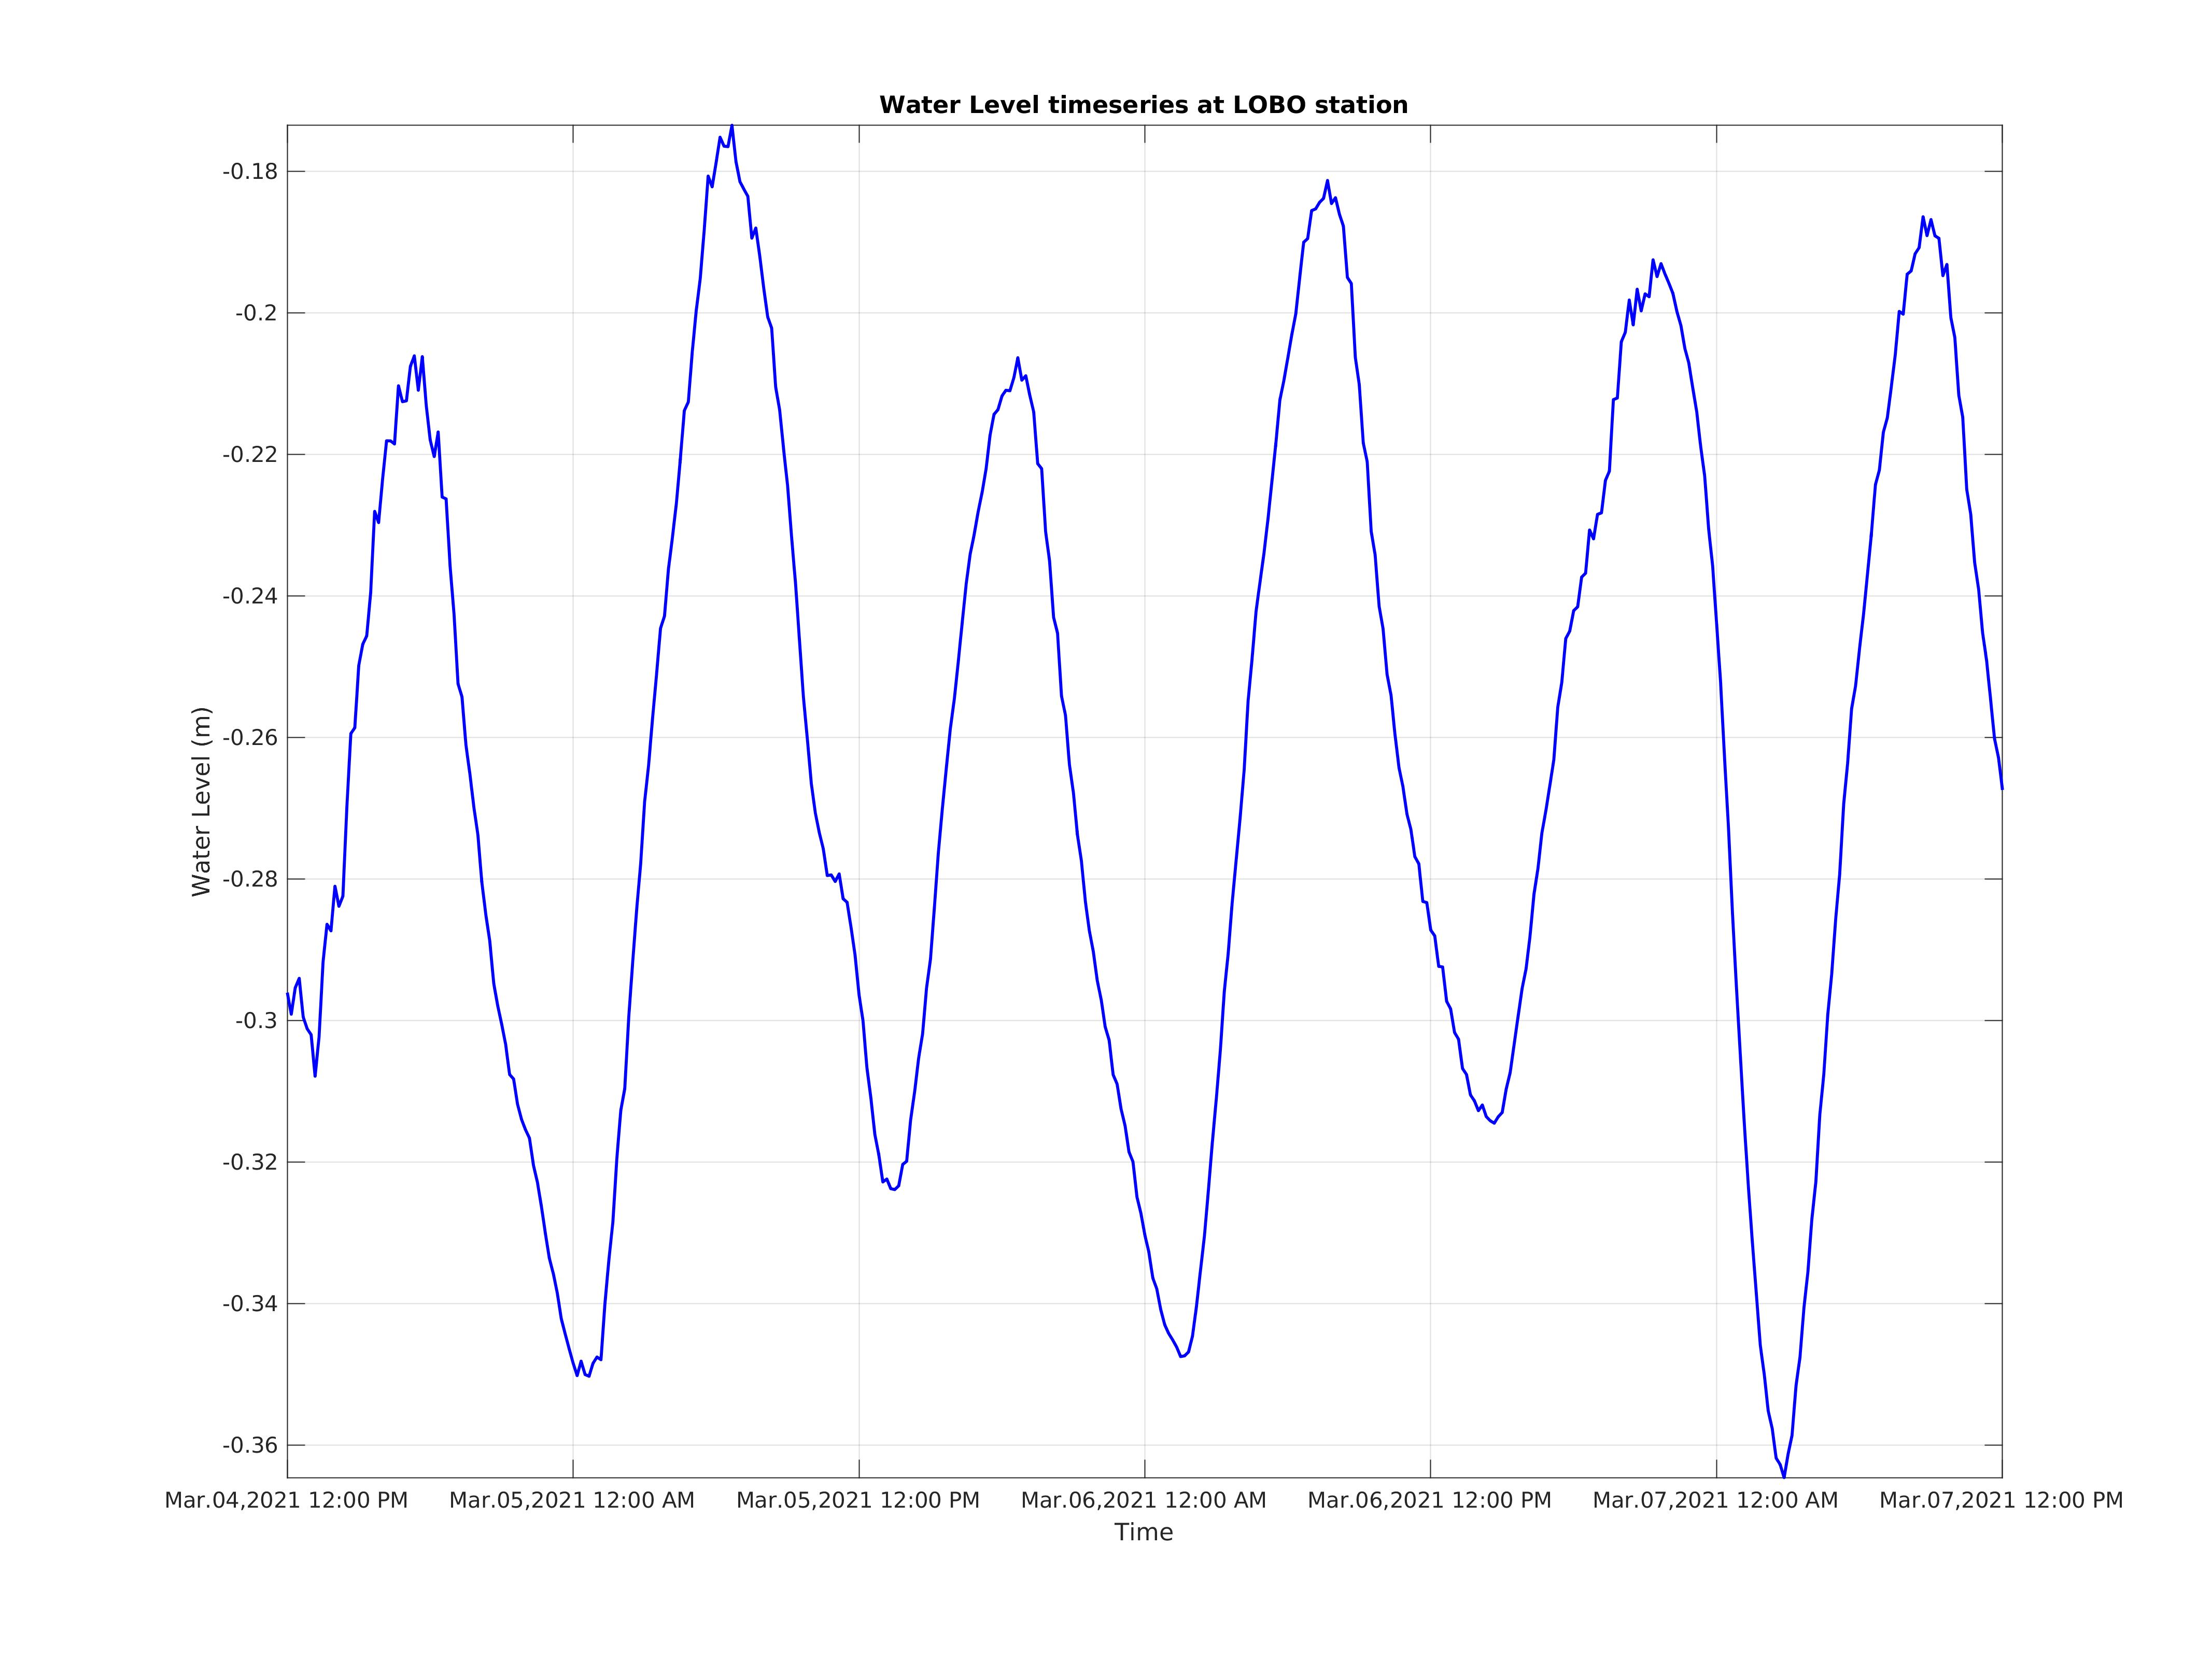 Water Level timeseries at LOBO station
-0.18
-0.2
-0.22
-0.24
-0.26
-0.28
-0.3
-0.32
-0.34
-0.36
Water Level (m)
Mar.04,2021 12:00 PM Mar.05,2021 12:00 AM Mar.05,2021 12:00 PM Mar.06,2021 12:00 AM Mar.06,2021 12:00 PM Mar.07,2021 12:00 AM Mar.07,2021 12:00 PM
Time